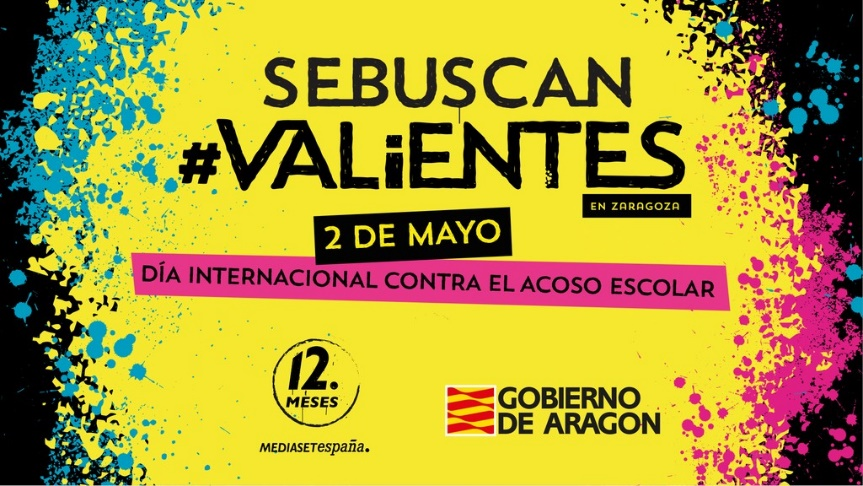 SEBUSCAN
#VALiENTES
EN ZARAGOZA
2 DE MAYO
DÍA INTERNACIONAL CONTRA EL ACOSO ESCOLAR
12.
MESES
MEDIASETespaña.
GOBIERNO
DE ARAGON